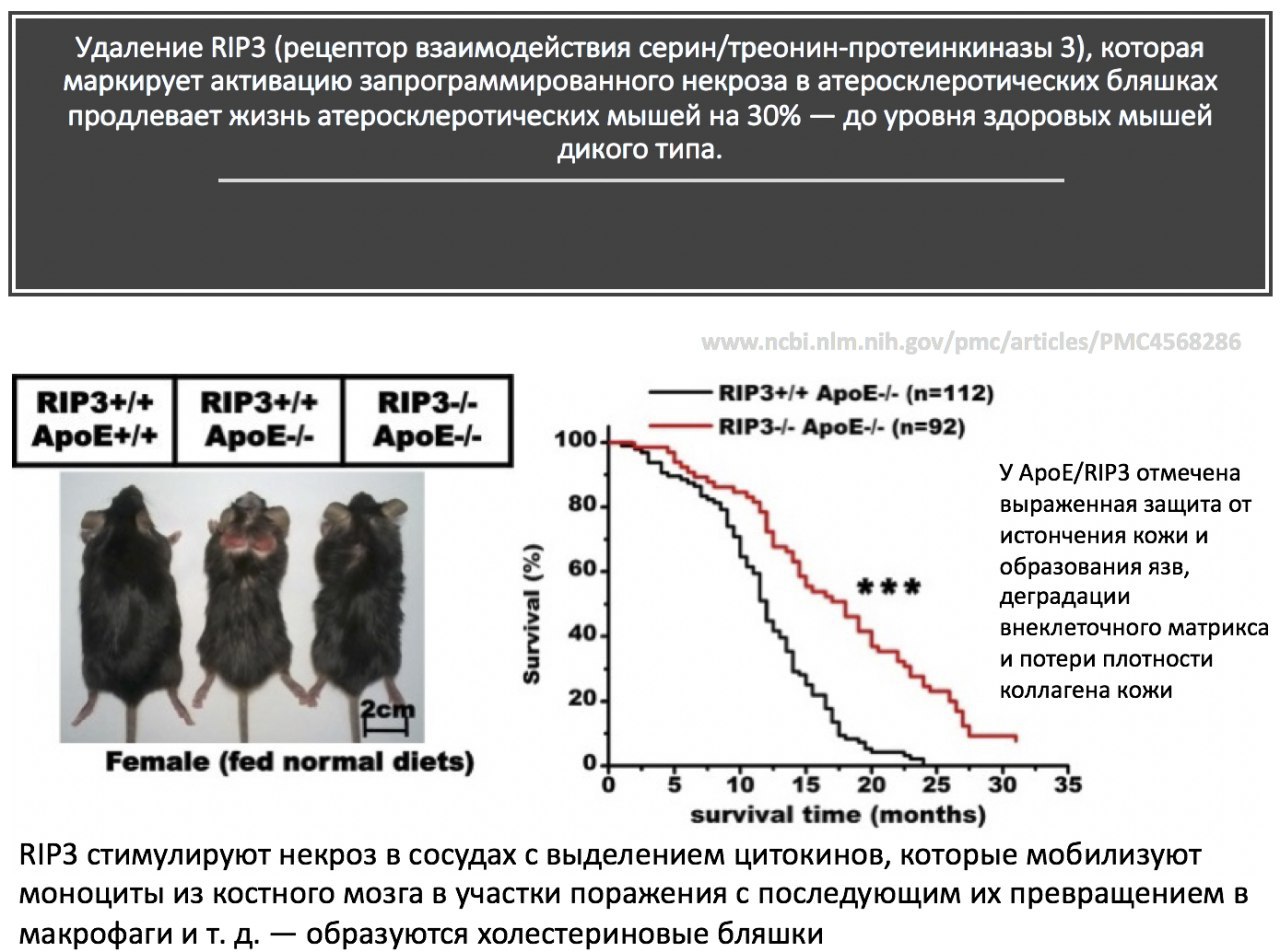 Удаление RIP3 (рецептор взаимодействия серин/треонин-протеинкиназы 3), которая
маркирует активацию запрограммированного некроза в атеросклеротических бляшках
продлевает жизнь атеросклеротических мышей на 30% — до уровня здоровых мышей
дикого типа.
www.ncbi.nlm.nih.gov/pmc/articles/PMC4568286
RIP3+/+ ApoE+/+
RIP3+/+ ApoE-/-
RIP3-/- ApoE-/-
2cm
Female (fed normal diets)
RIP3+/+ ApoE-/- (n=112)
RIP3-/- ApoE-/- (n=92)
Survival (%)
100
80
60
40
20
0
***
0 5 10 15 20 25 30 35
survival time (months)
У ApoE/RIP3 отмечена
выраженная защита от
истончения кожи и
образования язв,
деградации
внеклеточного матрикса
и потери плотности
коллагена кожи
RIP3 стимулируют некроз в сосудах с выделением цитокинов, которые мобилизуют
моноциты из костного мозга в участки поражения с последующим их превращением в
макрофаги и т. д. — образуются холестериновые бляшки